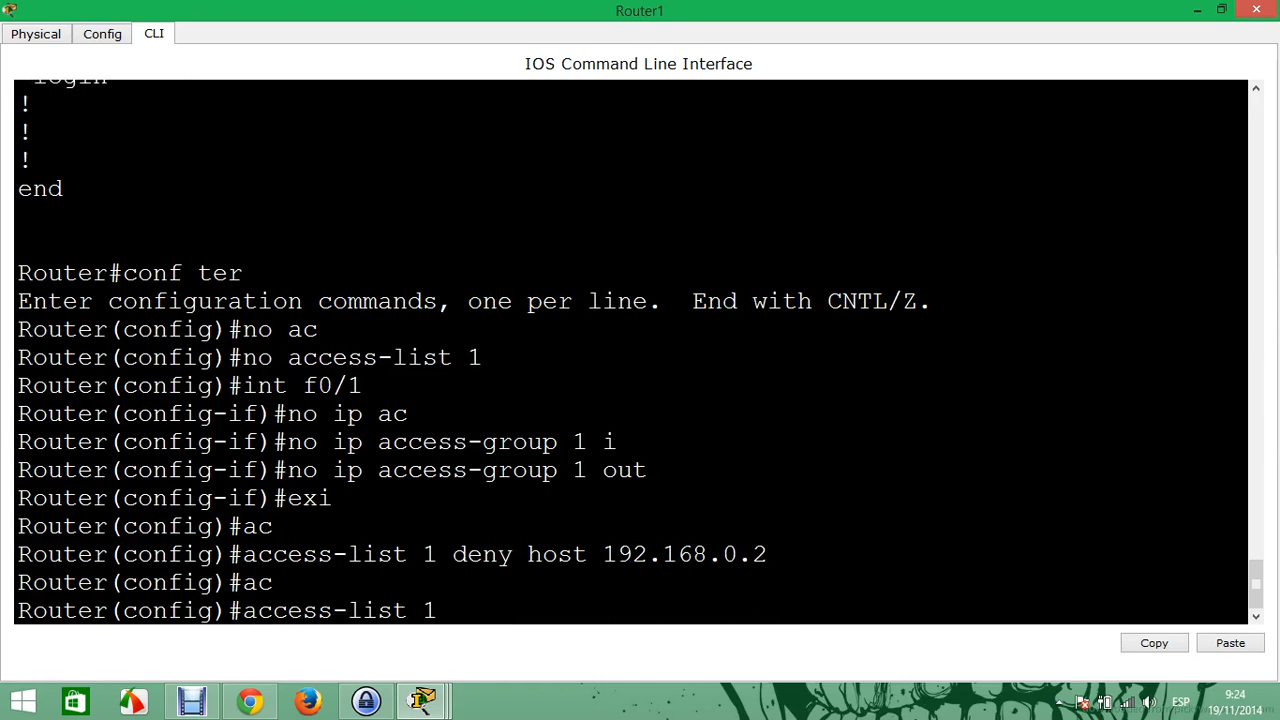 Router1
Physical
Config
CLI
IOS Command Line Interface
login
!
!
!
end
Router#conf ter
Enter configuration commands, one per line.  End with CNTL/Z.
Router(config)#no ac
Router(config)#no access-list 1
Router(config)#int f0/1
Router(config-if)#no ip ac
Router(config-if)#no ip access-group 1 i
Router(config-if)#no ip access-group 1 out
Router(config-if)#exi
Router(config)#ac
Router(config)#access-list 1 deny host 192.168.0.2
Router(config)#ac
Router(config)#access-list 1
Copy
Paste
ESP
9:24
19/11/2014